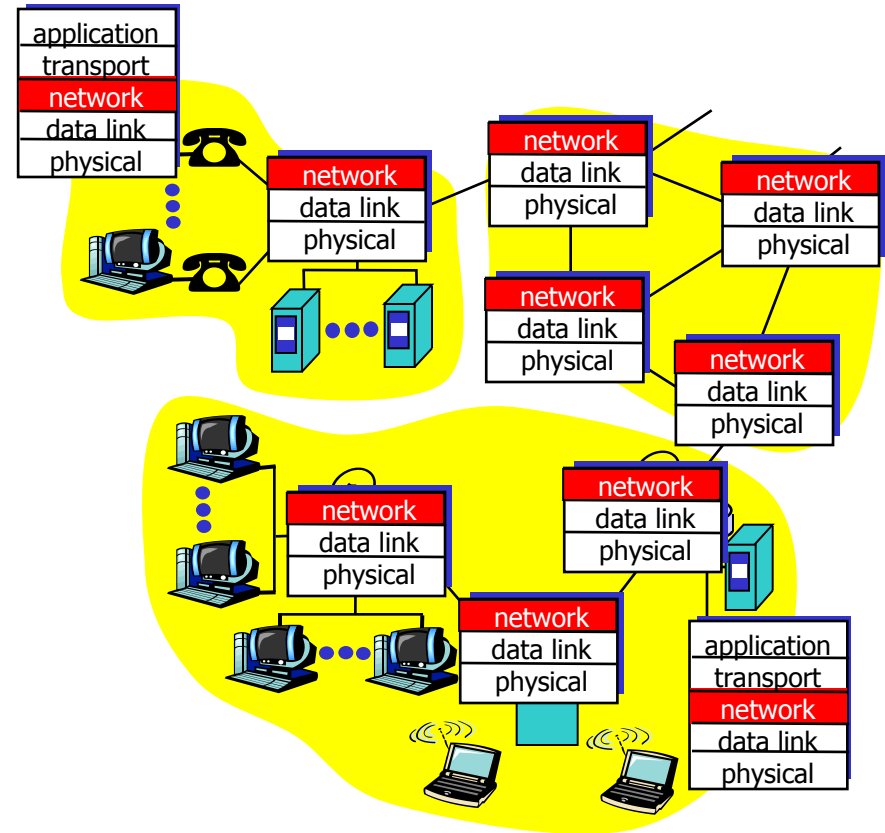 application
transport
network
data link
physical
network
data link
physical
network
data link
physical
network
data link
physical
network
data link
physical
network
data link
physical
network
data link
physical
network
data link
physical
network
data link
physical
application
transport
network
data link
physical